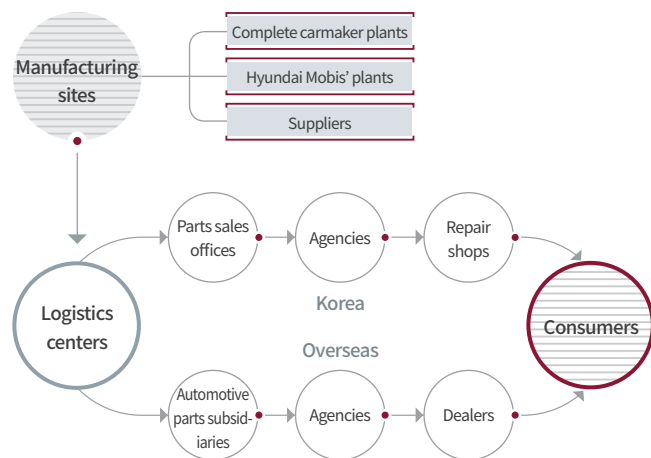 Complete carmaker plants
Manufacturing
sites
Hyundai Mobis’ plants
Suppliers
Parts sales
offices
Agencies
Repair
shops
Korea
Logistics
centers
Consumers
Overseas
Automotive
parts subsid-
iaries
Agencies
Dealers